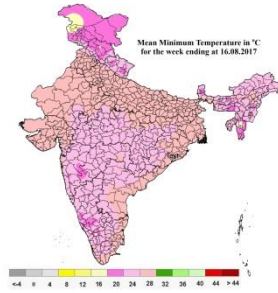 Mean Minimum Temperature in °C
for the week ending at 16.08.2017
<-4 0 4 8 12 16 20 24 28 32 36 40 44 > 44